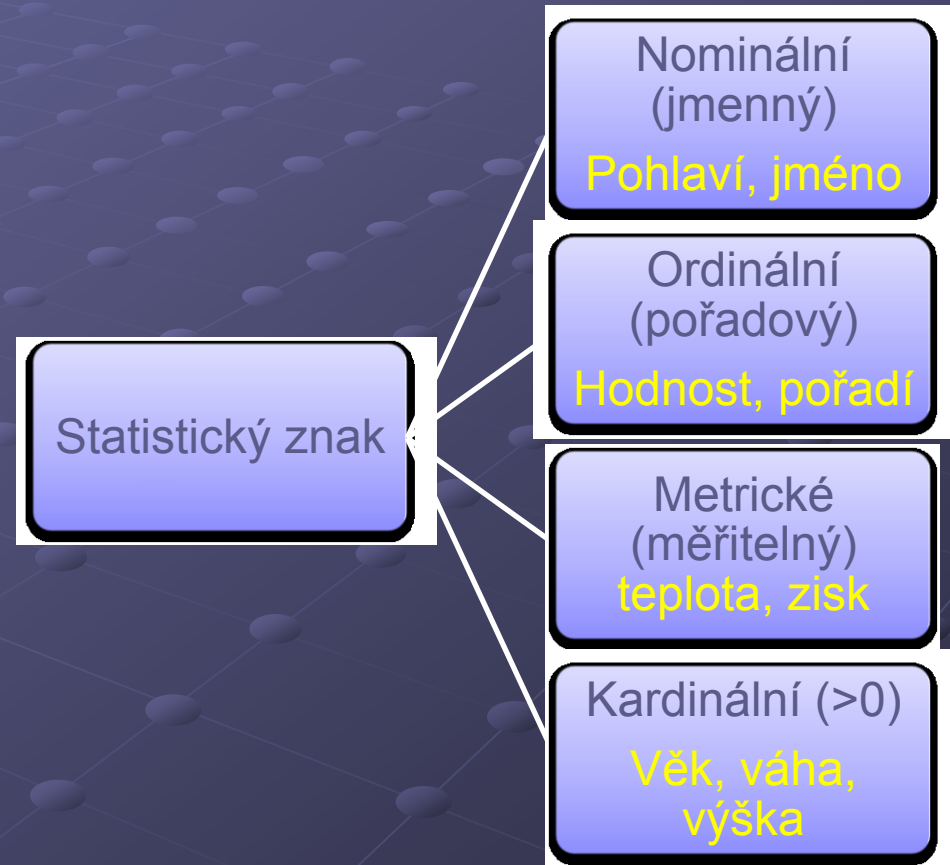 Nominální
(jmenný)
Pohlaví, jméno
Ordinální
(pořadový)
Hodnost, pořadí
Statistický znak
Metrické
(měřitelný)
teplota, zisk
Kardinální (>0)
Věk, váha,
výška